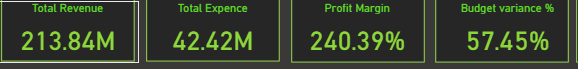 Total Revenue
213.84M
Total Expence
42.42M
Profit Margin
240.39%
Budget variance %
57.45%